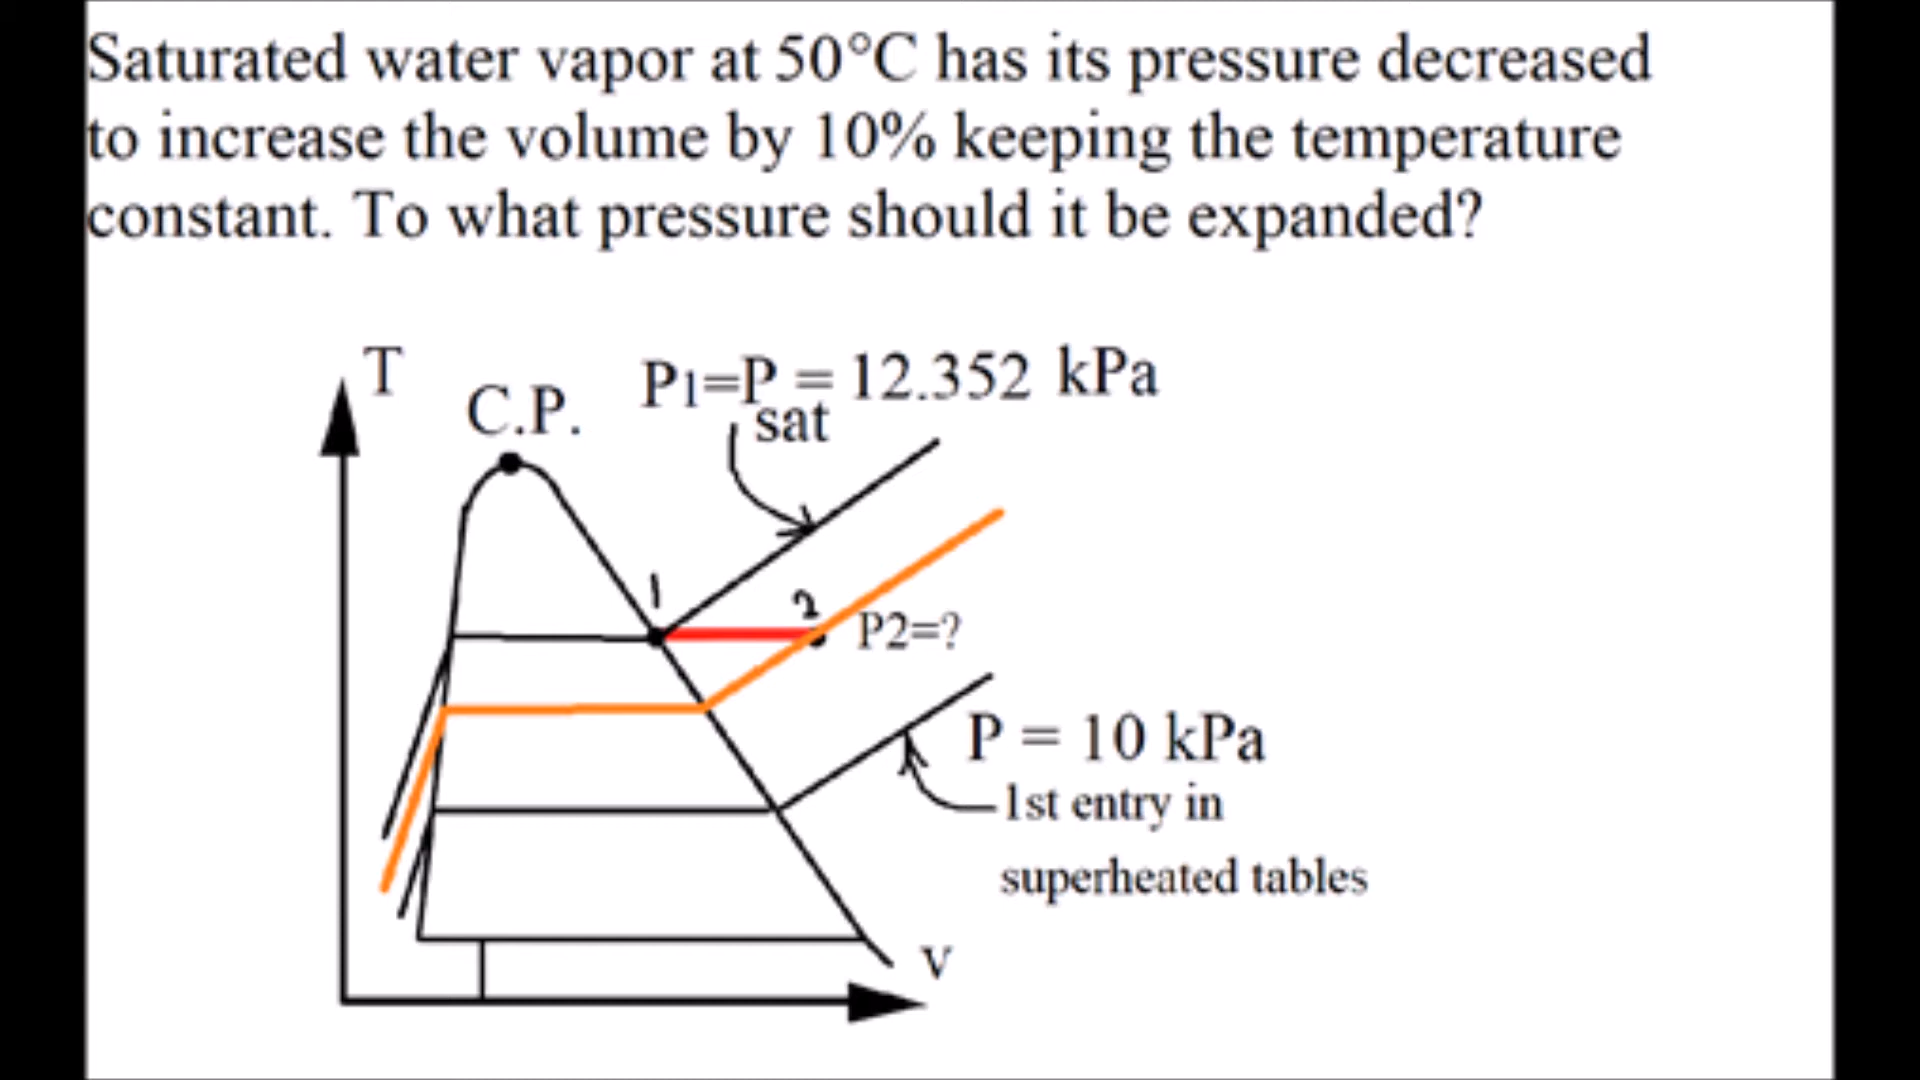 Saturated water vapor at 50°C has its pressure decreased
to increase the volume by 10% keeping the temperature
constant. To what pressure should it be expanded?
T
C.P.
P1=P = 12.352 kPa
sat
1
2
P2=?
P = 10 kPa
1st entry in
superheated tables
v